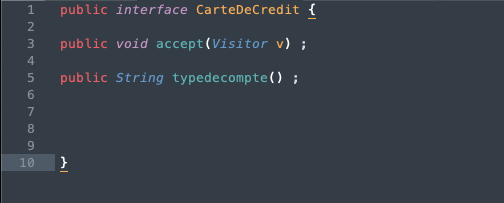 1 public interface CarteDeCredit {
2
3 public void accept(Visitor v) ;
4
5 public String typedecompte() ;
6
7
8
9
10 }